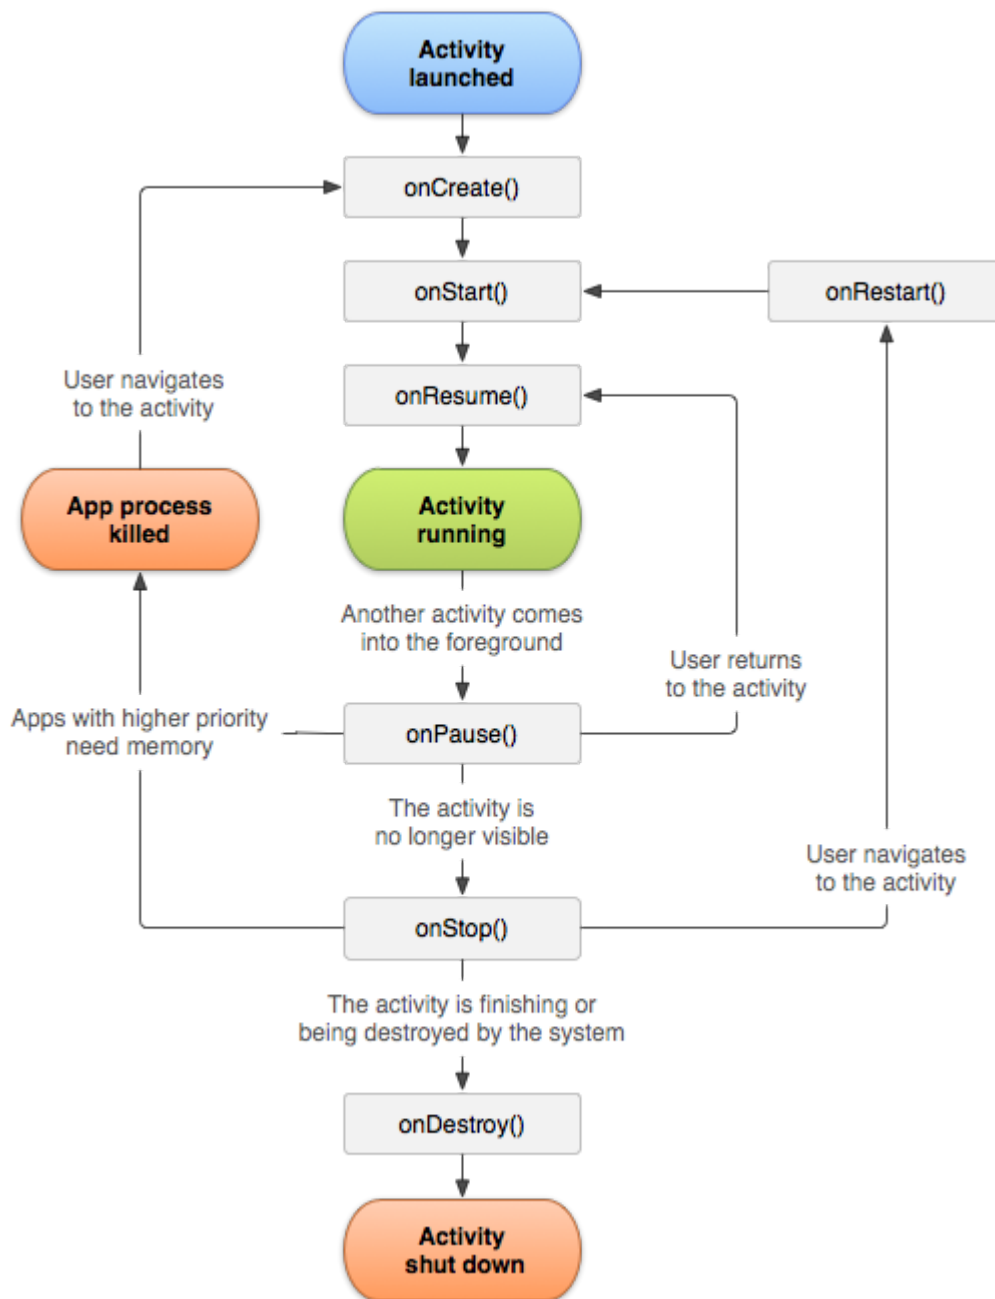 Activity
launched
onCreate()
onStart()
onRestart()
onResume()
User navigates
to the activity
App process
killed
Activity
running
Another activity comes
into the foreground
User returns
to the activity
Apps with higher priority
need memory
onPause()
The activity is
no longer visible
User navigates
to the activity
onStop()
The activity is finishing or
being destroyed by the system
onDestroy()
Activity
shut down